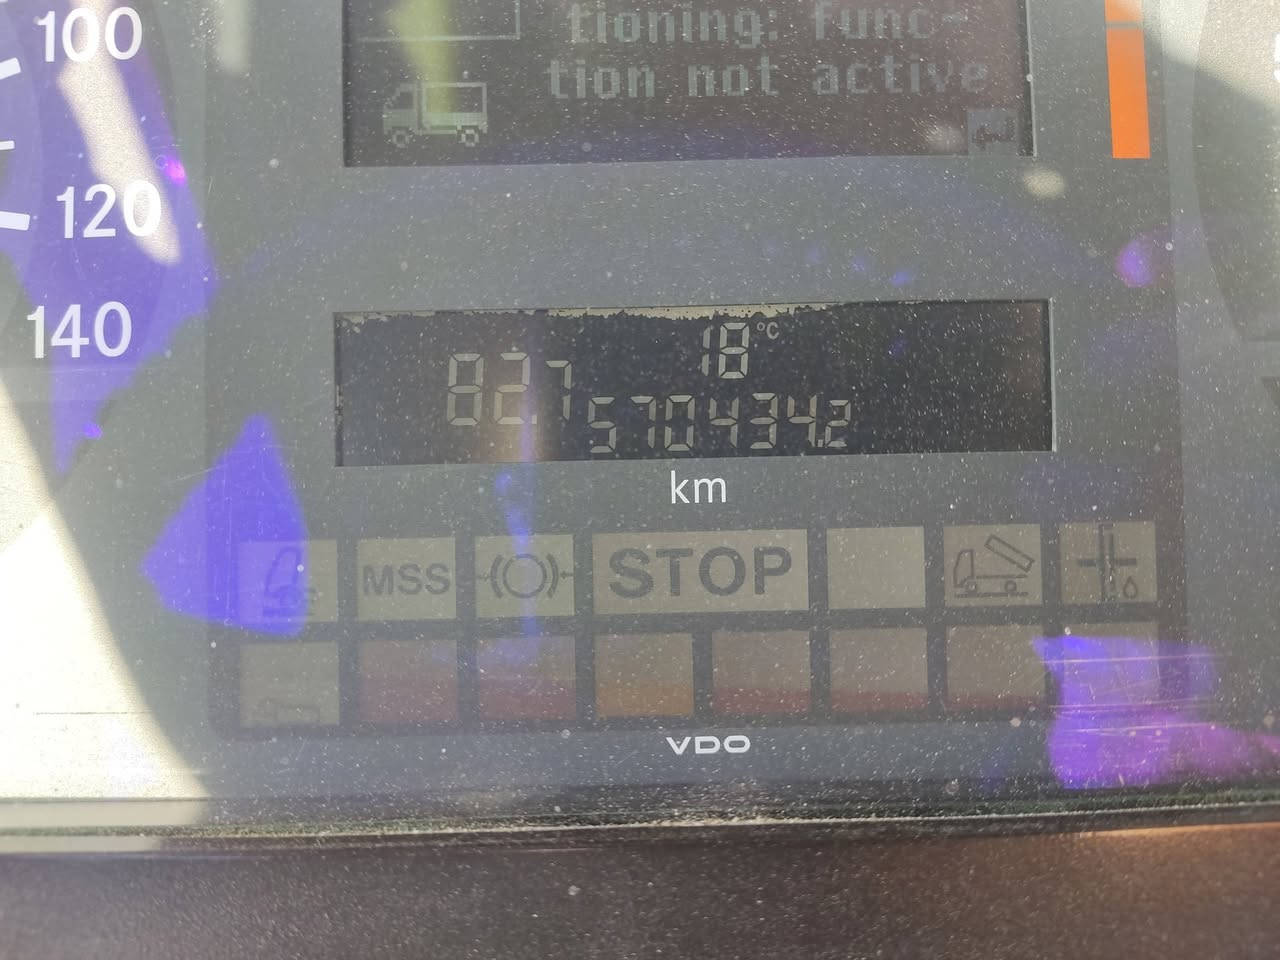 100
tioning: func-
tion not active
120
140
18°C
82.7
570434.2
km
MSS
STOP
VDO